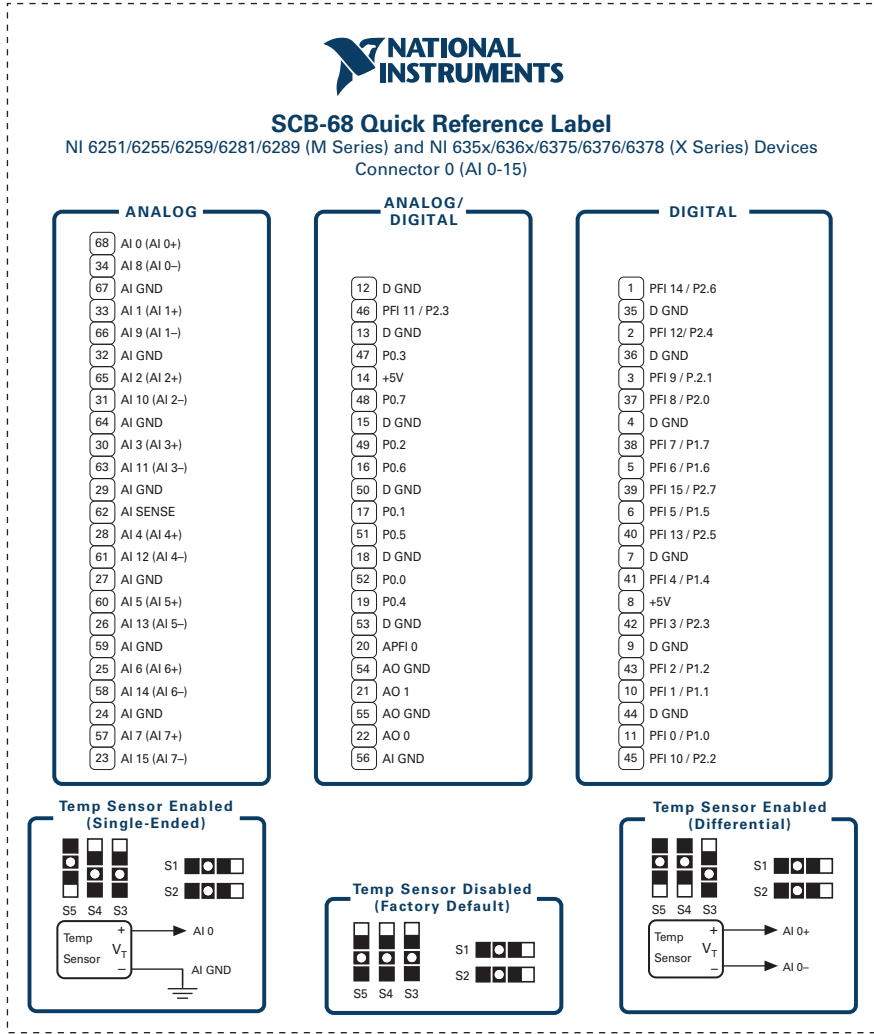 NATIONAL
INSTRUMENTS
SCB-68 Quick Reference Label
NI 6251/6255/6259/6281/6289 (M Series) and NI 635x/636x/6375/6376/6378 (X Series) Devices
Connector 0 (AI 0-15)
ANALOG
68 AI 0 (AI 0+)
34 AI 8 (AI 0–)
67 AI GND
33 AI 1 (AI 1+)
66 AI 9 (AI 1–)
32 AI GND
65 AI 2 (AI 2+)
31 AI 10 (AI 2–)
64 AI GND
30 AI 3 (AI 3+)
63 AI 11 (AI 3–)
29 AI GND
62 AI SENSE
28 AI 4 (AI 4+)
61 AI 12 (AI 4–)
27 AI GND
60 AI 5 (AI 5+)
26 AI 13 (AI 5–)
59 AI GND
25 AI 6 (AI 6+)
58 AI 14 (AI 6–)
24 AI GND
57 AI 7 (AI 7+)
23 AI 15 (AI 7–)
ANALOG/
DIGITAL
12 D GND
46 PFI 11 / P2.3
13 D GND
47 P0.3
14 +5V
48 P0.7
15 D GND
49 P0.2
16 P0.6
50 D GND
17 P0.1
51 P0.5
18 D GND
52 P0.0
19 P0.4
53 D GND
20 APFI 0
54 AO GND
21 AO 1
55 AO GND
22 AO 0
56 AI GND
DIGITAL
1 PFI 14 / P2.6
35 D GND
2 PFI 12/ P2.4
36 D GND
3 PFI 9 / P.2.1
37 PFI 8 / P2.0
4 D GND
38 PFI 7 / P1.7
5 PFI 6 / P1.6
39 PFI 15 / P2.7
6 PFI 5 / P1.5
40 PFI 13 / P2.5
7 D GND
41 PFI 4 / P1.4
8 +5V
42 PFI 3 / P2.3
9 D GND
43 PFI 2 / P1.2
10 PFI 1 / P1.1
44 D GND
11 PFI 0 / P1.0
45 PFI 10 / P2.2
Temp Sensor Enabled
(Single-Ended)
S1
S2
S5 S4 S3
Temp
Sensor
+
VT
–
AI 0
AI GND
Temp Sensor Disabled
(Factory Default)
S1
S2
S5 S4 S3
Temp Sensor Enabled
(Differential)
S1
S2
S5 S4 S3
Temp
Sensor
+
VT
–
AI 0+
AI 0–